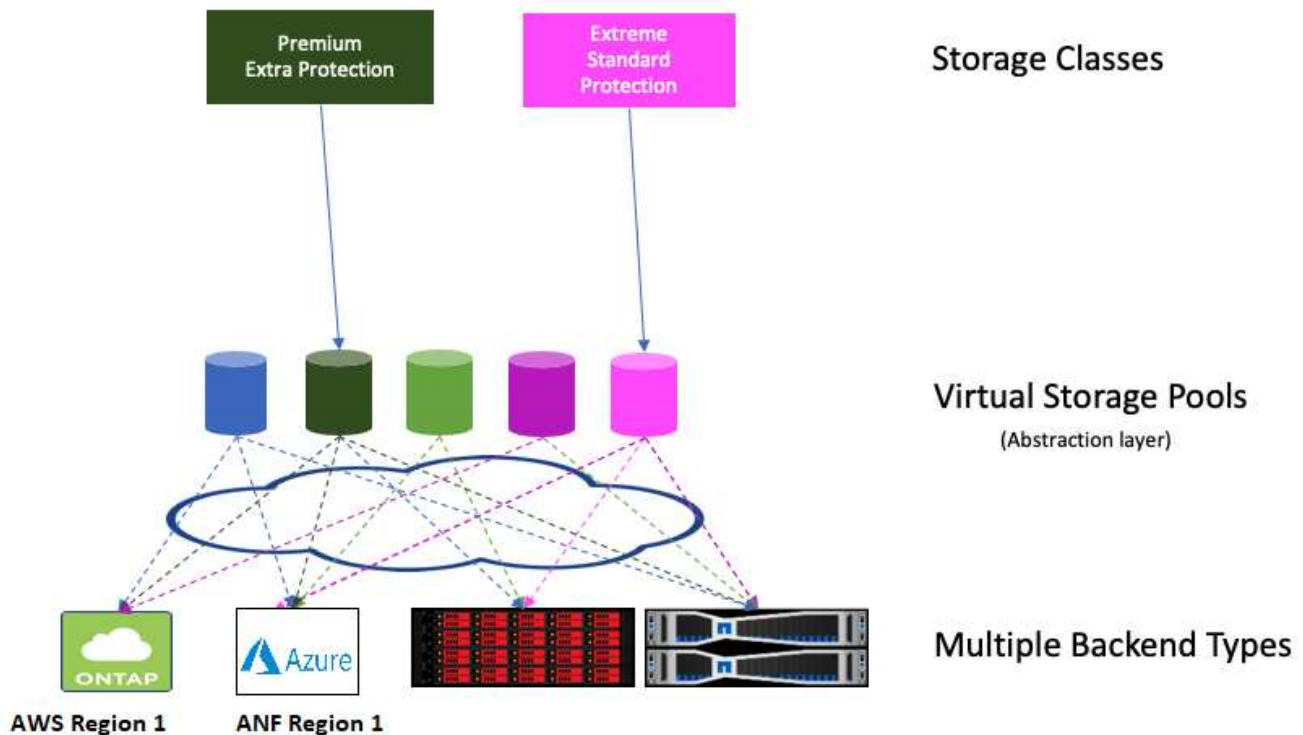 Premium
Extra Protection
Extreme
Standard
Protection
Storage Classes
Virtual Storage Pools
(Abstraction layer)
ONTAP
Azure
Multiple Backend Types
AWS Region 1
ANF Region 1